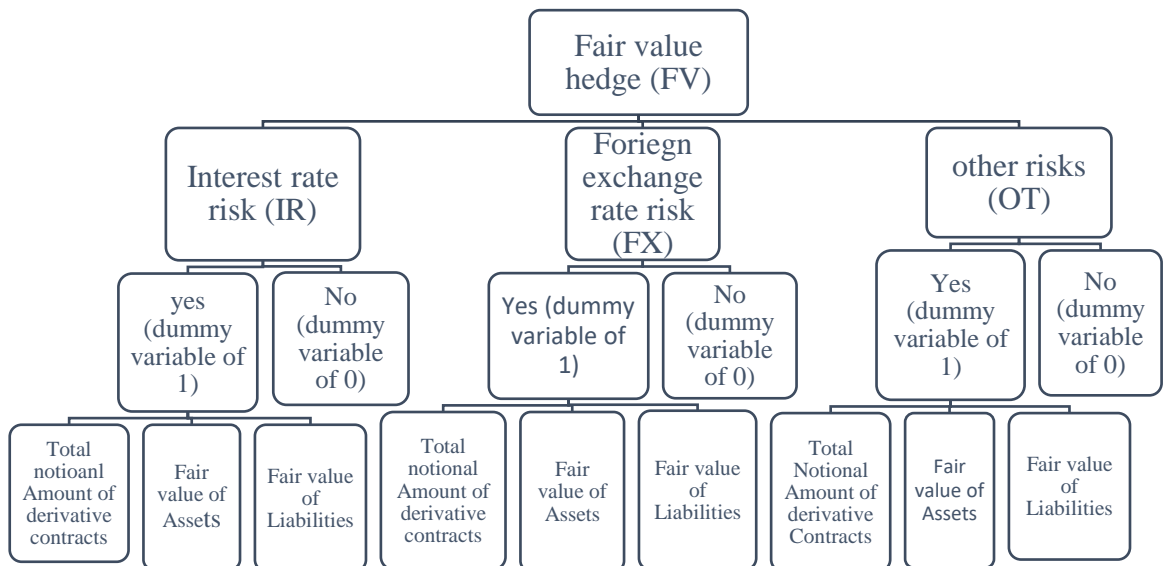 Fair value
hedge (FV)
Interest rate
risk (IR)
Foriegn
exchange
rate risk
(FX)
other risks
(OT)
yes
(dummy
variable of
1)
No
(dummy
variable
of 0)
Yes (dummy
variable of
1)
No
(dummy
variable
of 0)
Yes
(dummy
variable of
1)
No
(dummy
variable
of 0)
Total
notioanl
Amount of
derivative
contracts
Fair
value of
Assets
Fair value
of
Liabilities
Total
notional
Amount of
derivative
contracts
Fair
value of
Assets
Fair value
of
Liabilities
Total
Notional
Amount of
derivative
Contracts
Fair
value of
Assets
Fair value
of
Liabilities